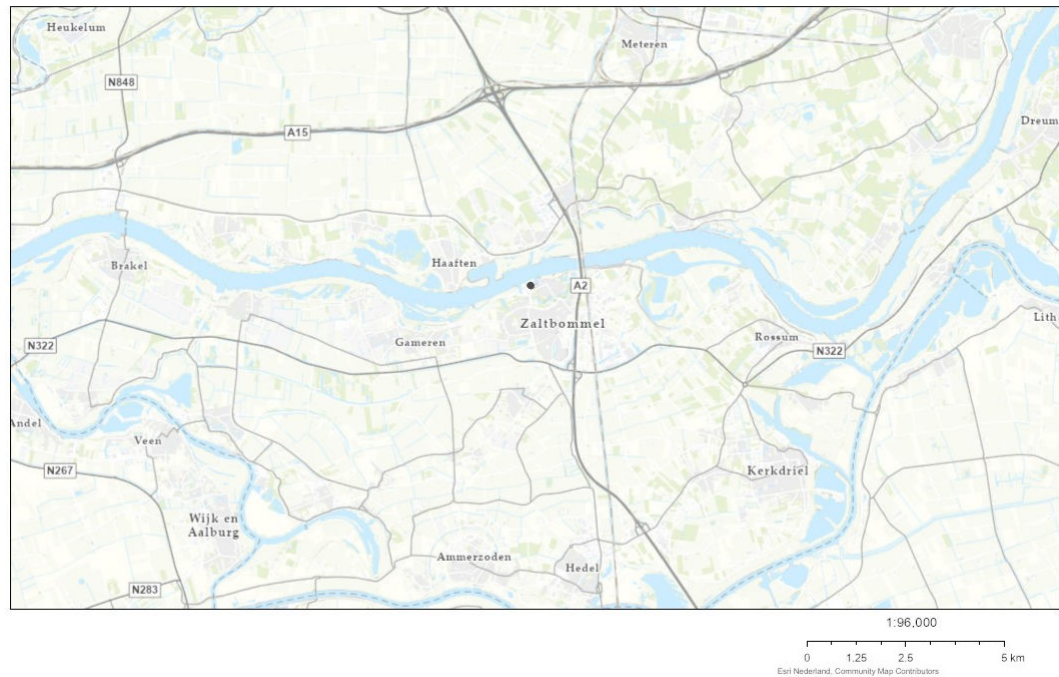 Heukelum
Meteren
N848
A15
Dreum
Haaften
Brakel
A2
Zaltbommel
Lith
Gameren
Rossum
N322
N322
Andel
Veen
N267
Kerkdriel
Wijk en
Aalburg
Ammerzoden
Hedel
N283
1:96,000
0 1.25 2.5 5 km
Esri Nederland, Community Map Contributors